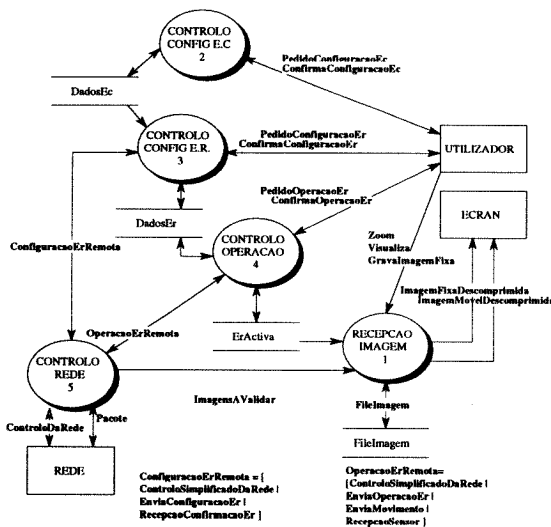 CONTROLO
CONFIG E.C
2
PedidoConfiguracaoEc
ConfirmaConfiguracaoEc
DadosEc
CONTROLO
CONFIG E.R.
3
PedidoConfiguracaoEr
ConfirmaConfiguracaoEr
UTILIZADOR
PedidoOperacaoEr
ConfirmaOperacaoEr
ECRAN
DadosEr
CONTROLO
OPERACAO
4
Zoom
Visualiza
GravaImagemFixa
ConfiguracaoErRemota
ImagemFixaDescomprimida
ImagemMovelDescomprimida
OperacaoErRemota
ErActiva
RECEPCAO
IMAGEM
1
CONTROLO
REDE
5
ImagensAValidar
ControloDaRede
Pacote
FileImagem
FileImagem
REDE
ConfiguracaoErRemota = [
ControloSimplificadoDaRede |
EnviaConfiguracaoEr |
RecepcaoConfirmacaoEr ]
OperacaoErRemota=
[ControloSimplificadoDaRede |
EnviaOperacaoEr |
EnviaMovimento |
RecepcaoSensor ]